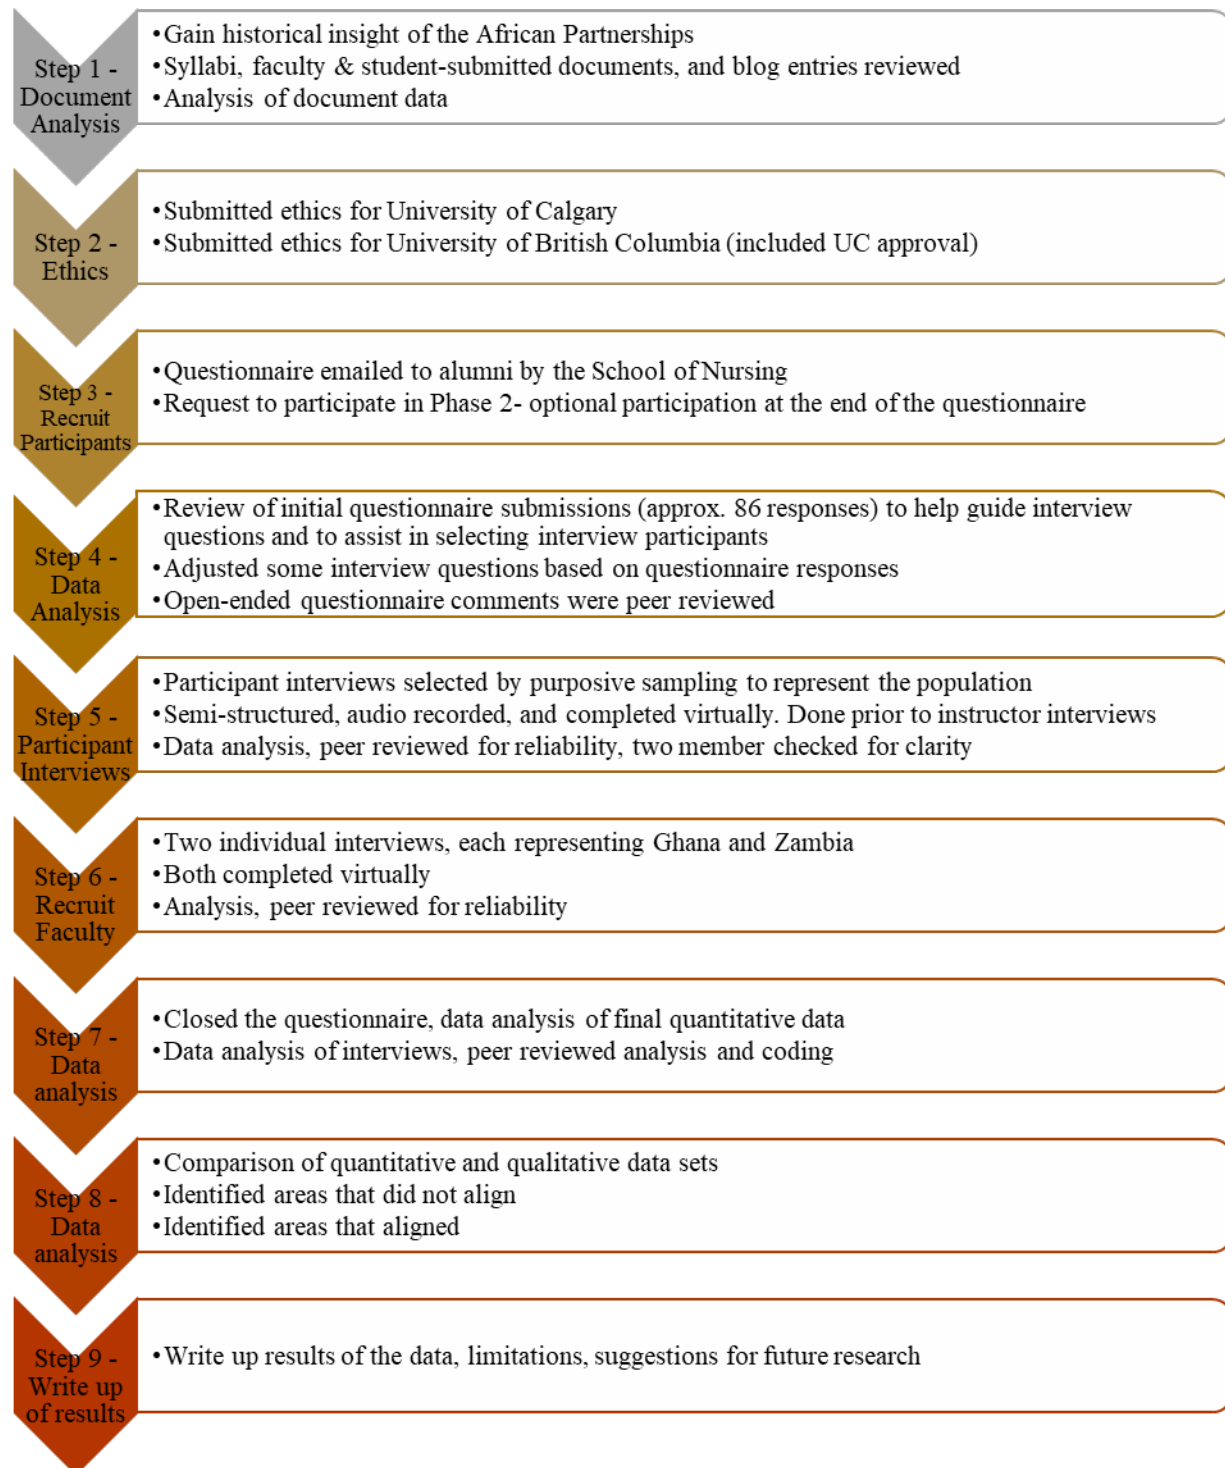 Step 1 -
Document
Analysis
•Gain historical insight of the African Partnerships
•Syllabi, faculty & student-submitted documents, and blog entries reviewed
•Analysis of document data
Step 2 -
Ethics
•Submitted ethics for University of Calgary
•Submitted ethics for University of British Columbia (included UC approval)
Step 3 -
Recruit
Participants
•Questionnaire emailed to alumni by the School of Nursing
•Request to participate in Phase 2- optional participation at the end of the questionnaire
Step 4 -
Data
Analysis
•Review of initial questionnaire submissions (approx. 86 responses) to help guide interview
questions and to assist in selecting interview participants
•Adjusted some interview questions based on questionnaire responses
•Open-ended questionnaire comments were peer reviewed
Step 5 -
Participant
Interviews
•Participant interviews selected by purposive sampling to represent the population
•Semi-structured, audio recorded, and completed virtually. Done prior to instructor interviews
•Data analysis, peer reviewed for reliability, two member checked for clarity
Step 6 -
Recruit
Faculty
•Two individual interviews, each representing Ghana and Zambia
•Both completed virtually
•Analysis, peer reviewed for reliability
Step 7 -
Data
analysis
•Closed the questionnaire, data analysis of final quantitative data
•Data analysis of interviews, peer reviewed analysis and coding
Step 8 -
Data
analysis
•Comparison of quantitative and qualitative data sets
•Identified areas that did not align
•Identified areas that aligned
Step 9 -
Write up
of results
•Write up results of the data, limitations, suggestions for future research